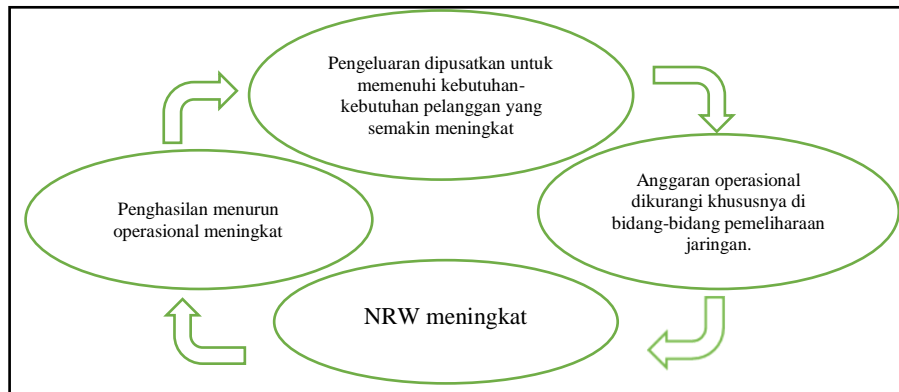 Pengeluaran dipusatkan untuk
memenuhi kebutuhan-
kebutuhan pelanggan yang
semakin meningkat
Anggaran operasional
dikurangi khususnya di
bidang-bidang pemeliharaan
jaringan.
NRW meningkat
Penghasilan menurun
operasional meningkat